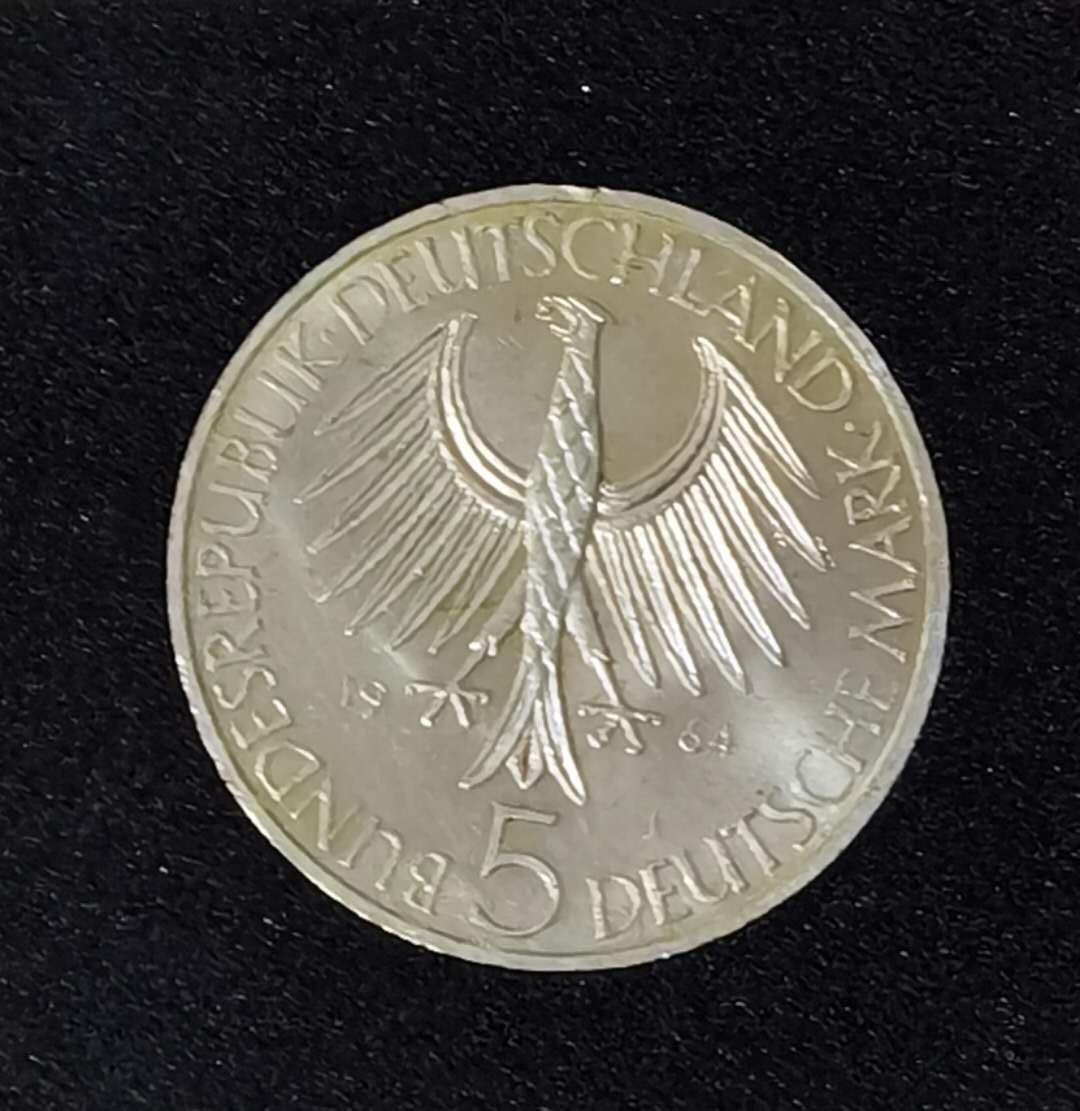 BUNDESREPUBLIK · DEUTSCHLAND ·
5 DEUTSCHE MARK
19 64
J